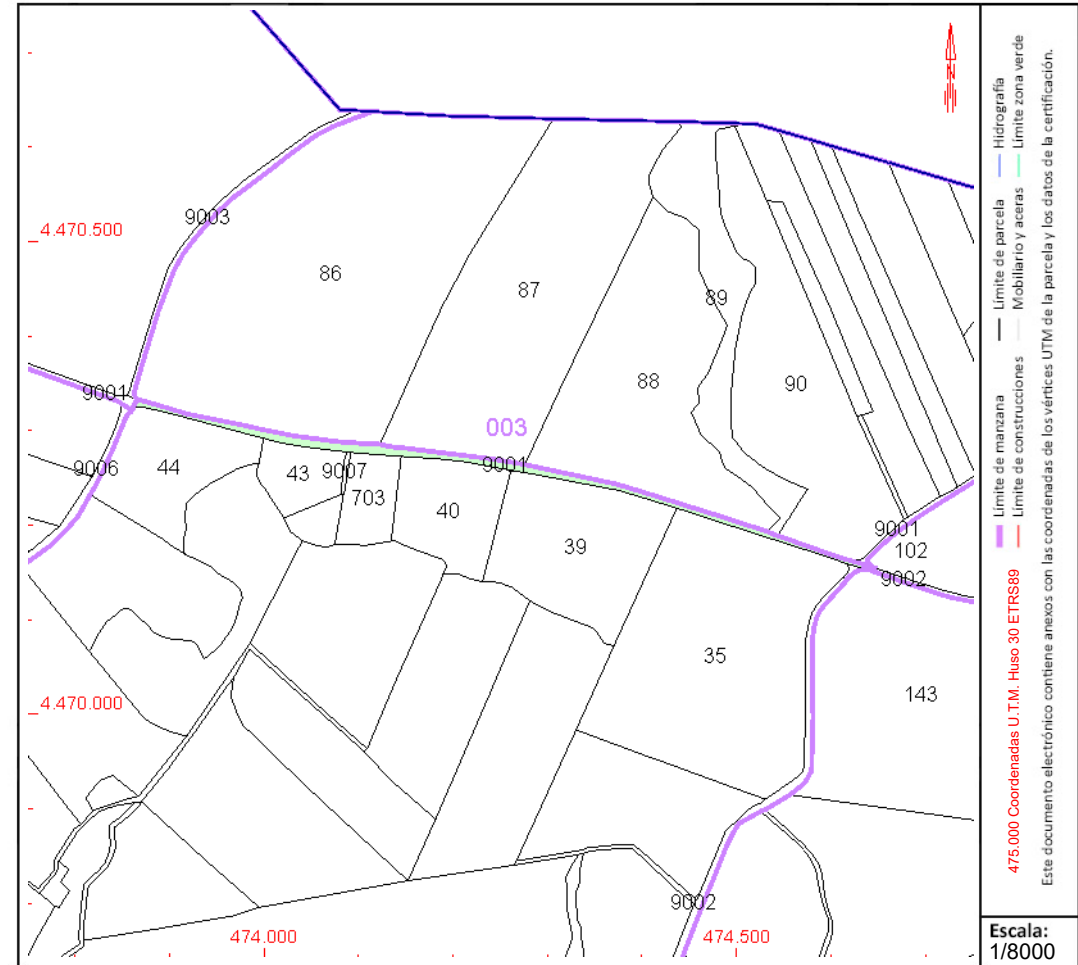 N
9003
4.470.500
86
87
89
88
90
9001
003
9001
9006
44
43
9007
703
40
39
9001
102
9002
35
143
4.470.000
9002
474.000
474.500
475.000 Coordenadas U.T.M. Huso 30 ETRS89
Límite de manzana
Límite de parcela
Hidrografía
Límite de construcciones
Mobiliario y aceras
Límite zona verde
Este documento electrónico contiene anexos con las coordenadas de los vértices UTM de la parcela y los datos de la certificación.
Escala:
1/8000